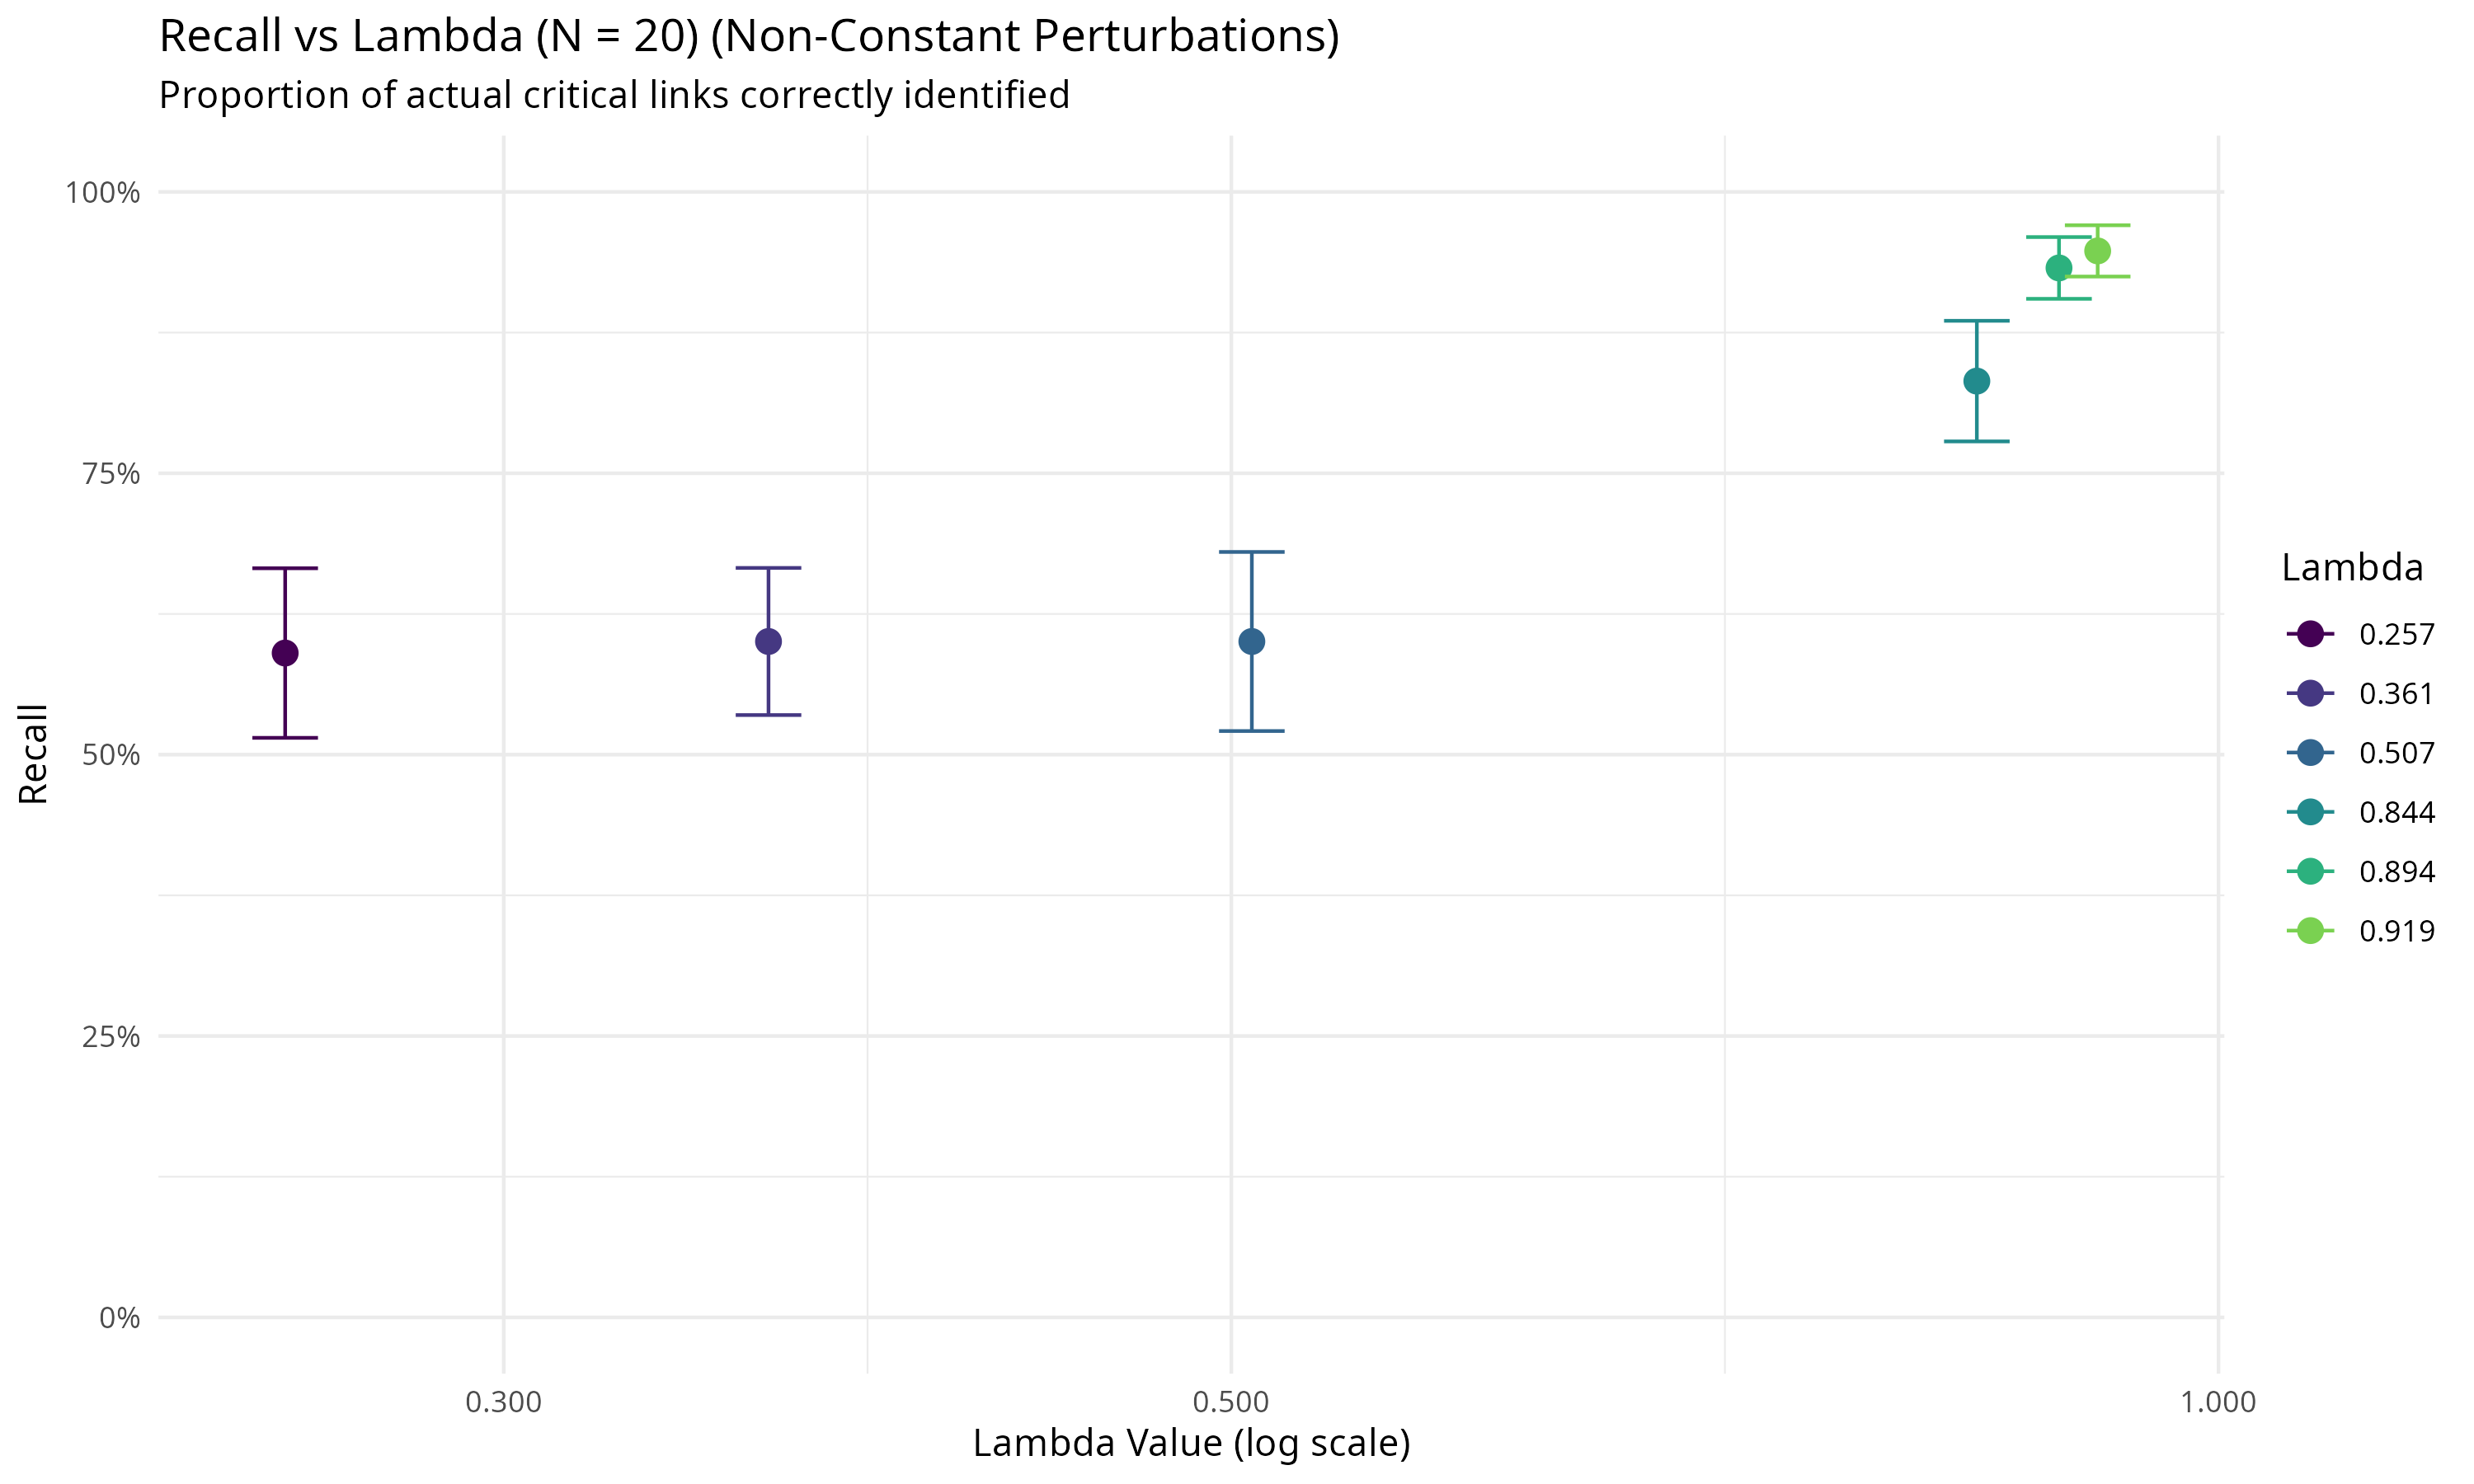 Recall vs Lambda (N = 20) (Non-Constant Perturbations)
Proportion of actual critical links correctly identified
100%
75%
50%
25%
0%
Recall
0.300
0.500
1.000
Lambda Value (log scale)
Lambda
0.257
0.361
0.507
0.844
0.894
0.919